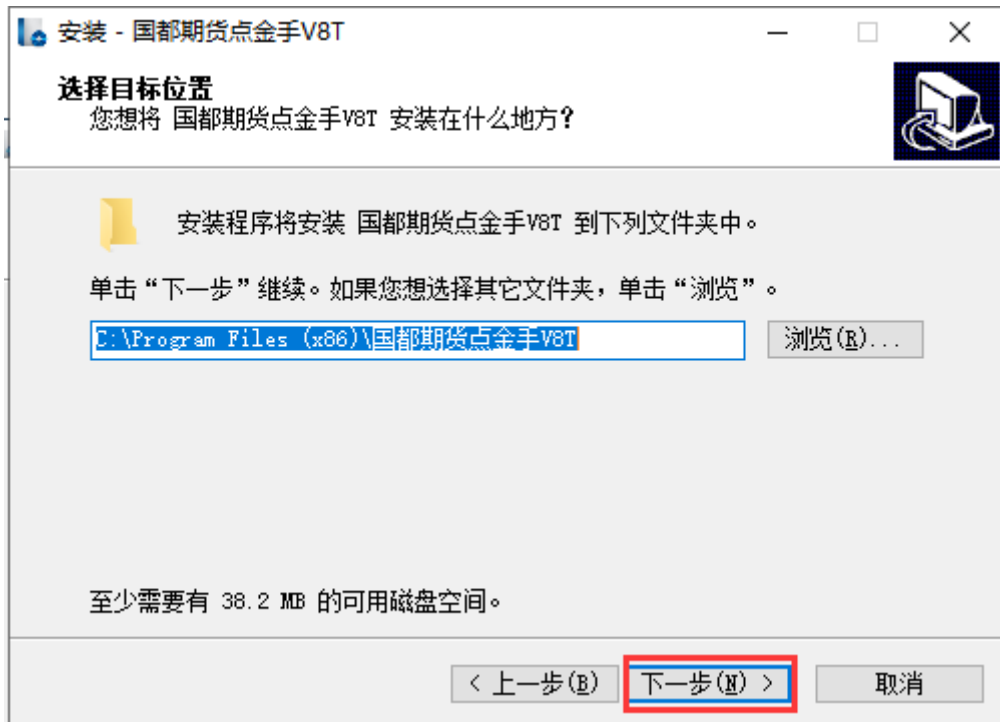 安装 - 国都期货点金手V8T
选择目标位置
您想将 国都期货点金手V8T 安装在什么地方?
安装程序将安装 国都期货点金手V8T 到下列文件夹中。
单击“下一步”继续。如果您想选择其它文件夹，单击“浏览”。
C:\Program Files (x86)\国都期货点金手V8T
浏览(R)...
至少需要有 38.2 MB 的可用磁盘空间。
< 上一步(B)
下一步(N) >
取消